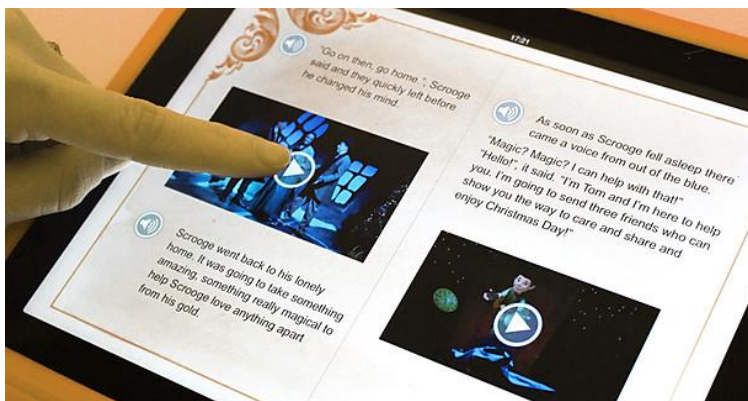 17:21
"Go on then, go home.", Scrooge
said and they quickly left before
he changed his mind.
Scrooge went back to his lonely
home. It was going to take something
amazing, something really magical to
help Scrooge love anything apart
from his gold.
As soon as Scrooge fell asleep there
came a voice from out of the blue.
"Magic? Magic? I can help with that!"
"Hello!", it said. "I'm Tom and I'm here to help
you. I'm going to send three friends who can
show you the way to care and share and
enjoy Christmas Day!"